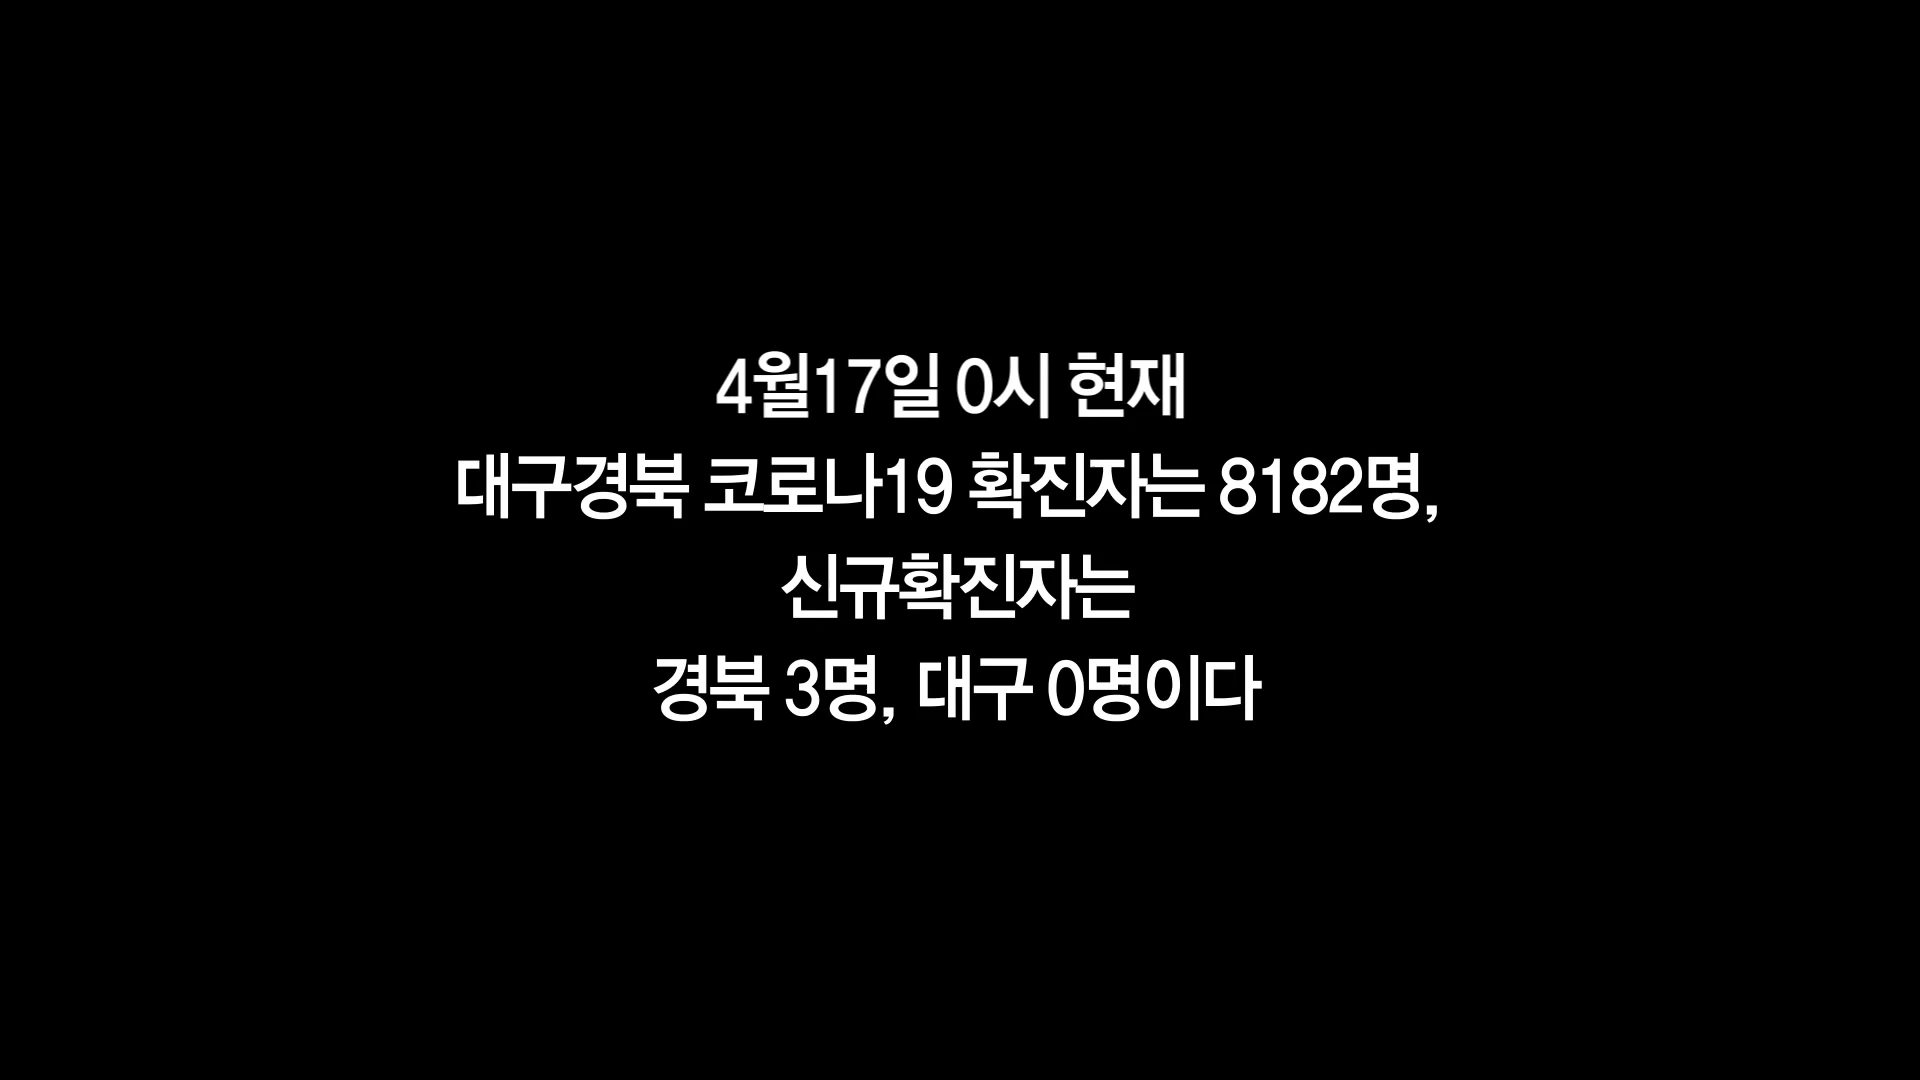 4월17일 0시 현재
대구경북 코로나19 확진자는 8182명,
신규확진자는
경북 3명, 대구 0명이다